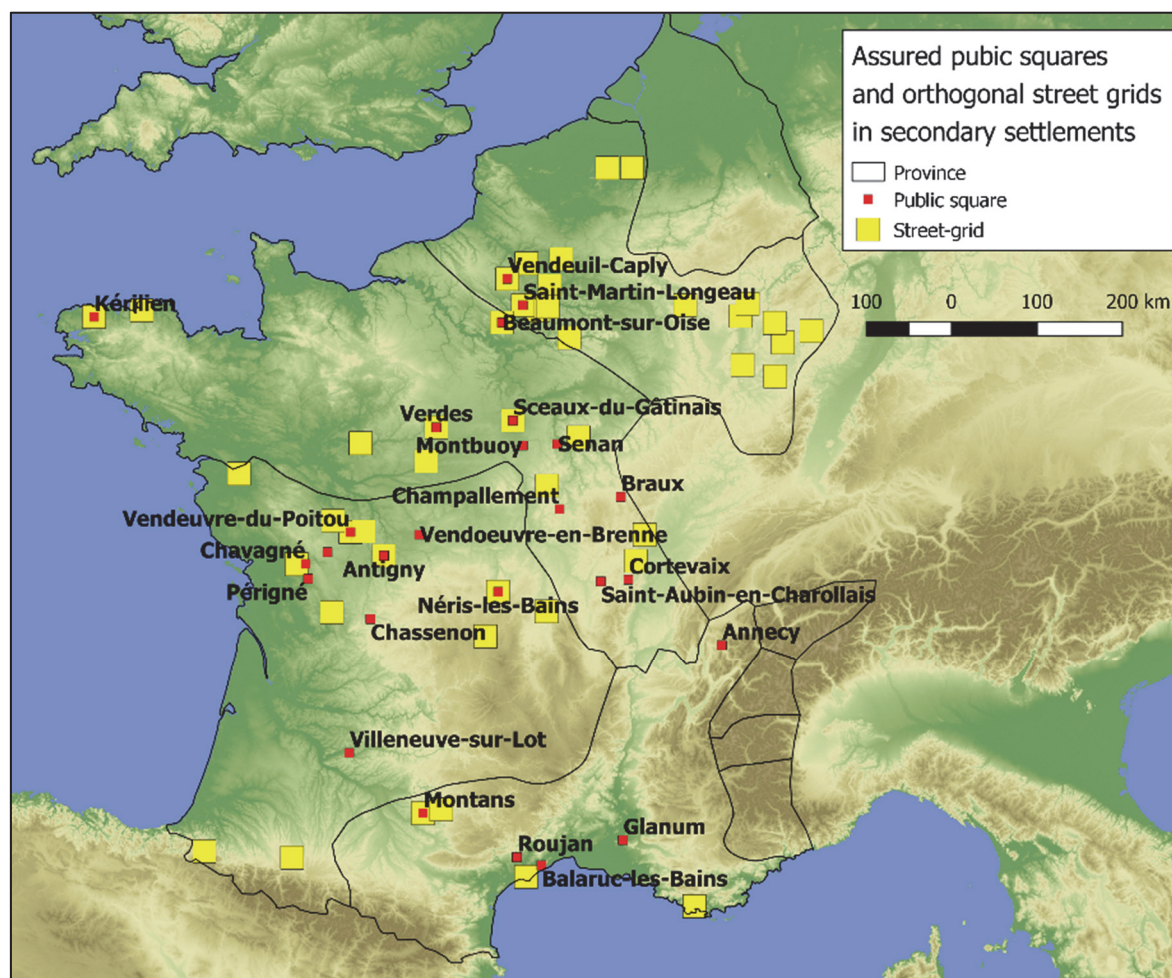 Assured pubic squares
and orthogonal street grids
in secondary settlements
Province
Public square
Street-grid
100 0 100 200 km
Vendeuil-Caply
Saint-Martin-Longeau
Kérilien
Beaumont-sur-Oise
Verdes
Sceaux-du-Gâtinais
Montbuoy
Senan
Braux
Champallement
Vendeuvre-du-Poitou
Vendoeuvre-en-Brenne
Chavagné
Antigny
Cortevaix
Périgné
Néris-les-Bains
Saint-Aubin-en-Charollais
Chassenon
Annecy
Villeneuve-sur-Lot
Montans
Glanum
Roujan
Balaruc-les-Bains